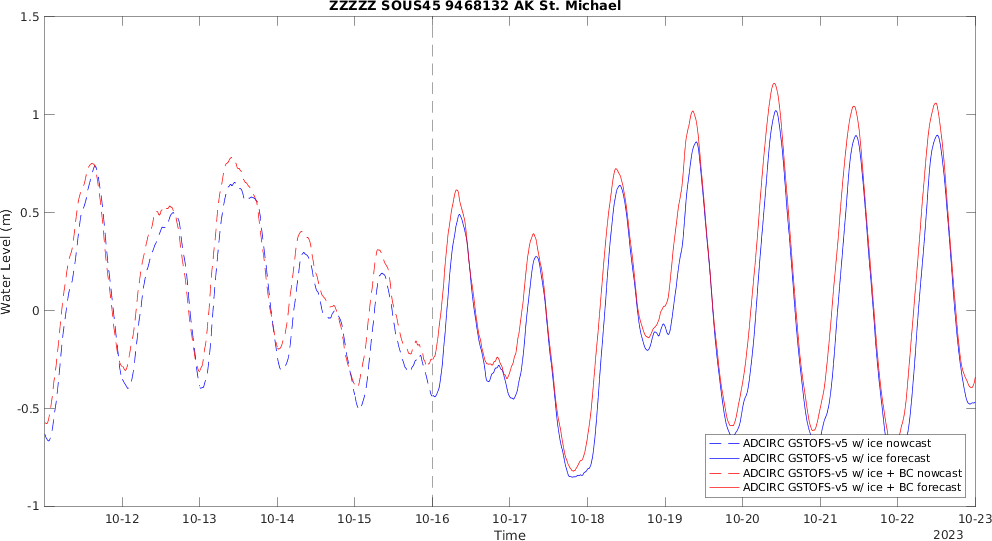 ZZZZZ SOUS45 9468132 AK St. Michael
Water Level (m)
1.5
1
0.5
0
-0.5
-1
ADCIRC GSTOFS-v5 w/ ice nowcast
ADCIRC GSTOFS-v5 w/ ice forecast
ADCIRC GSTOFS-v5 w/ ice + BC nowcast
ADCIRC GSTOFS-v5 w/ ice + BC forecast
10-12 10-13 10-14 10-15 10-16 10-17 10-18 10-19 10-20 10-21 10-22 10-23
Time
2023